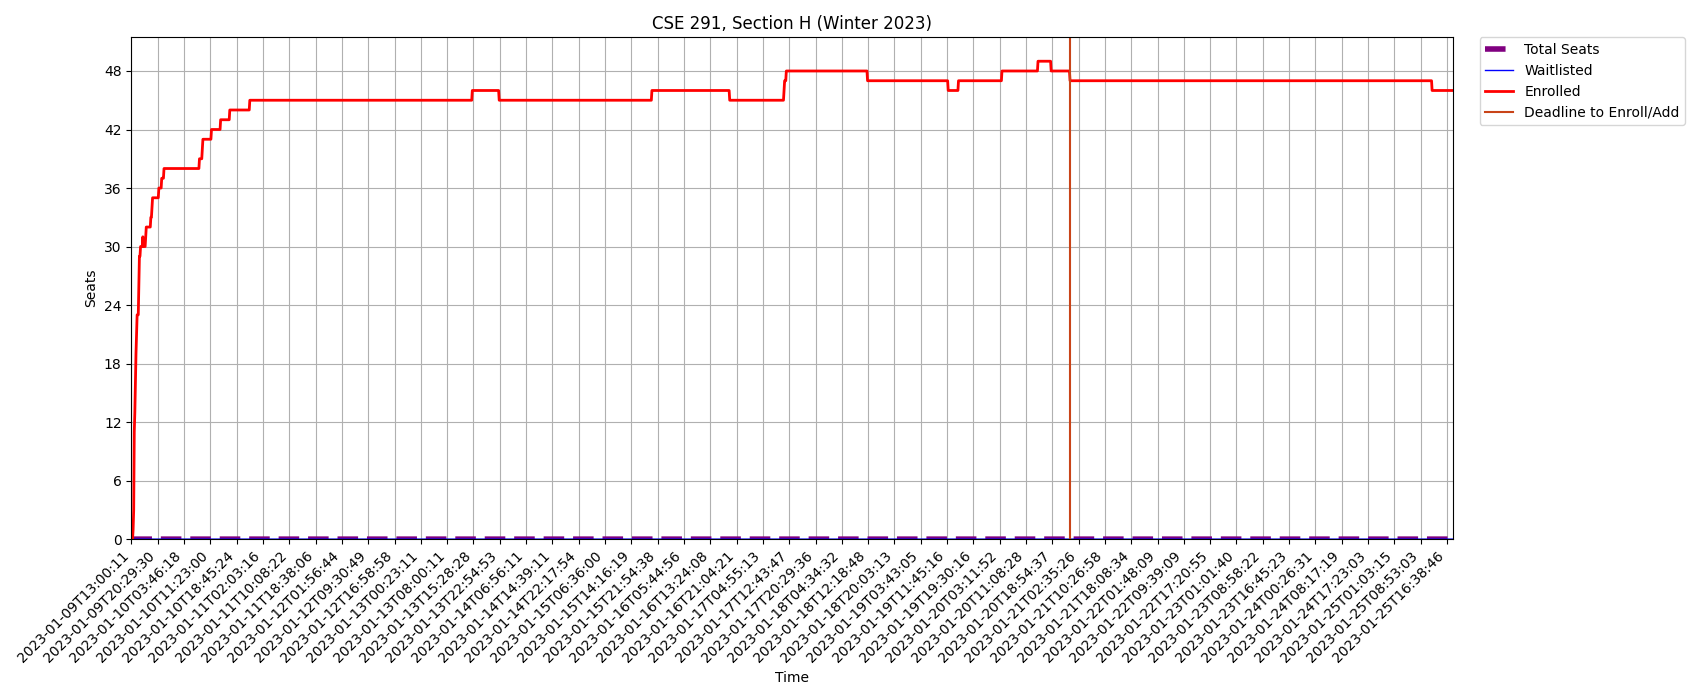 CSE 291, Section H (Winter 2023)
Total Seats
Waitlisted
Enrolled
Deadline to Enroll/Add
48
42
36
30
24
18
12
6
0
Seats
2023-01-09T13:00:11
2023-01-09T20:29:30
2023-01-10T03:46:18
2023-01-10T11:23:00
2023-01-10T18:45:24
2023-01-11T02:03:16
2023-01-11T10:08:22
2023-01-11T18:38:06
2023-01-12T01:56:44
2023-01-12T09:30:49
2023-01-12T16:58:58
2023-01-13T00:23:11
2023-01-13T08:00:11
2023-01-13T15:28:28
2023-01-13T22:54:53
2023-01-14T06:56:11
2023-01-14T14:39:11
2023-01-14T22:17:54
2023-01-15T06:36:00
2023-01-15T14:16:19
2023-01-15T21:54:38
2023-01-16T05:44:56
2023-01-16T13:24:08
2023-01-16T21:04:21
2023-01-17T04:55:13
2023-01-17T12:43:47
2023-01-17T20:29:36
2023-01-18T04:34:32
2023-01-18T12:18:48
2023-01-18T20:03:13
2023-01-19T03:43:05
2023-01-19T11:45:16
2023-01-19T19:30:16
2023-01-20T03:11:52
2023-01-20T11:08:28
2023-01-20T18:54:37
2023-01-21T02:35:26
2023-01-21T10:26:58
2023-01-21T18:08:34
2023-01-22T01:48:09
2023-01-22T09:39:09
2023-01-22T17:20:55
2023-01-23T01:01:40
2023-01-23T08:58:22
2023-01-23T16:45:23
2023-01-24T00:26:31
2023-01-24T08:17:19
2023-01-24T17:23:03
2023-01-25T01:03:15
2023-01-25T08:53:03
2023-01-25T16:38:46
Time